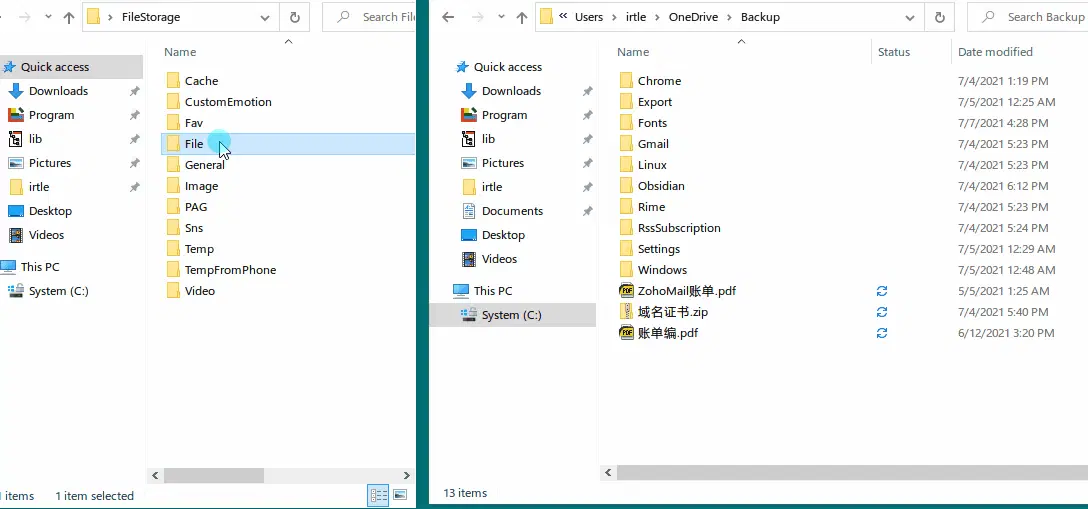 FileStorage
Search File
Name
Quick access
Downloads
Program
lib
Pictures
irtle
Desktop
Videos
This PC
System (C:)
Cache
CustomEmotion
Fav
File
General
Image
PAG
Sns
Temp
TempFromPhone
Video
items
1 item selected
« Users › irtle › OneDrive › Backup
Search Backup
Name
Status
Date modified
Quick access
Downloads
Program
lib
Pictures
irtle
Documents
Desktop
Videos
This PC
System (C:)
Chrome 7/4/2021 1:19 PM
Export 7/5/2021 12:25 AM
Fonts 7/7/2021 4:28 PM
Gmail 7/4/2021 5:23 PM
Linux 7/4/2021 5:23 PM
Obsidian 7/4/2021 6:12 PM
Rime 7/4/2021 5:23 PM
RssSubscription 7/4/2021 5:24 PM
Settings 7/5/2021 12:29 AM
Windows 7/5/2021 12:48 AM
ZohoMail账单.pdf 5/5/2021 1:25 AM
域名证书.zip 7/4/2021 5:40 PM
账单编.pdf 6/12/2021 3:20 PM
13 items